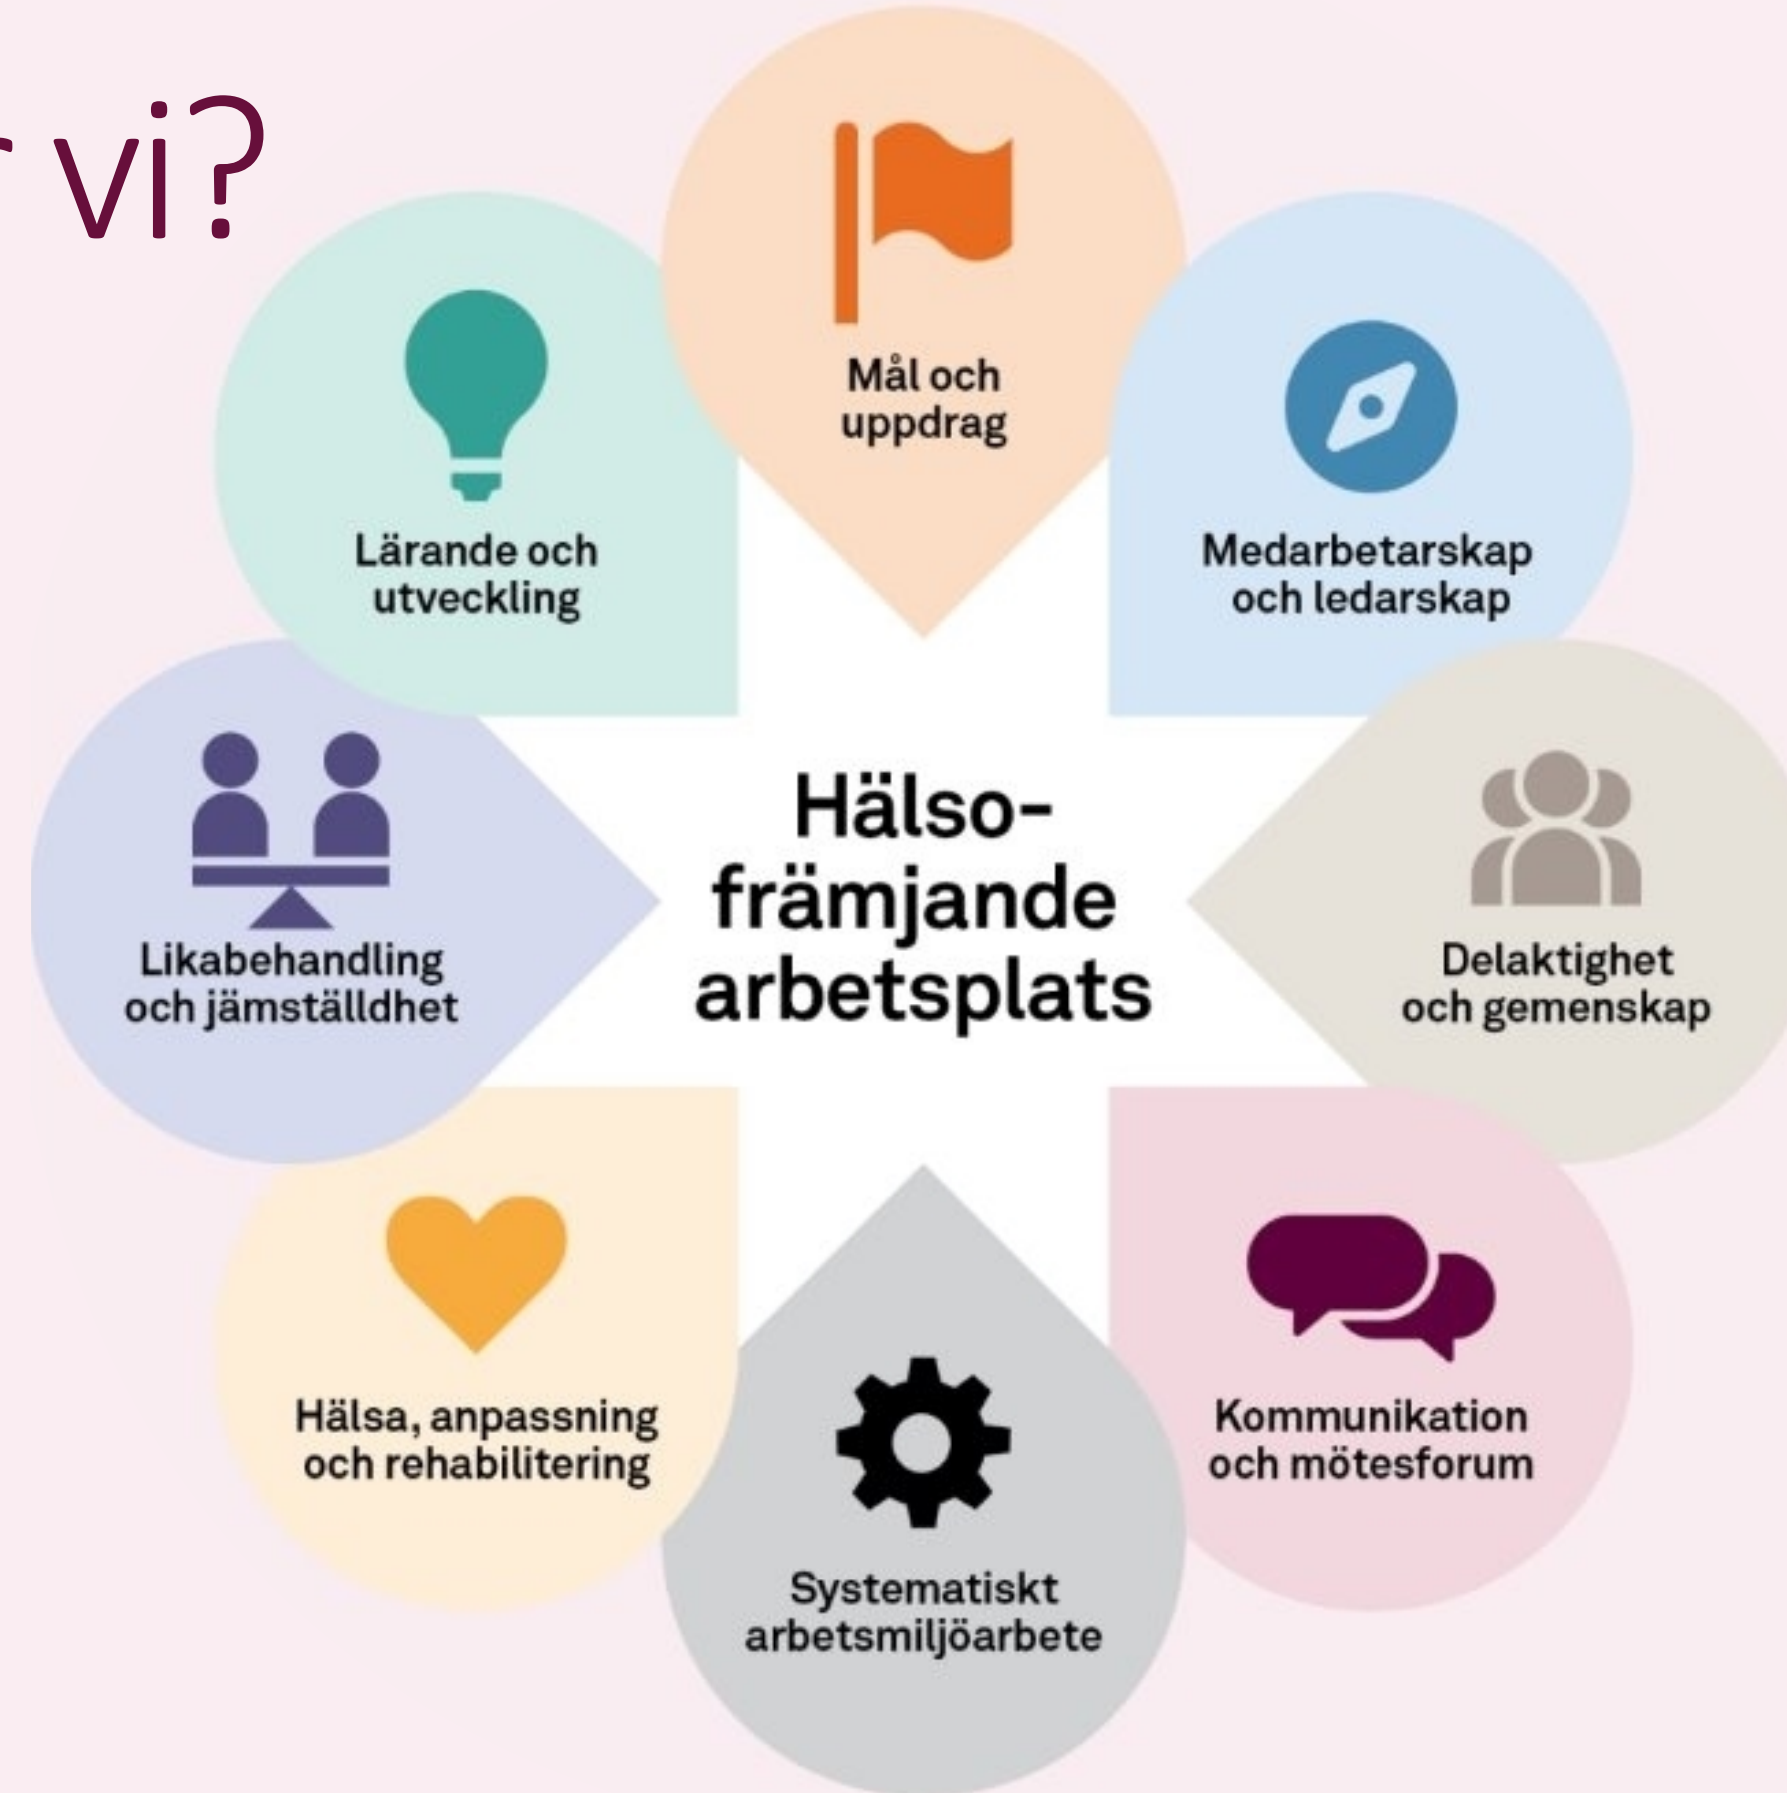 vi?
Mål och
uppdrag
Medarbetarskap
och ledarskap
Delaktighet
och gemenskap
Kommunikation
och mötesforum
Systematiskt
arbetsmiljöarbete
Hälsa, anpassning
och rehabilitering
Likabehandling
och jämställdhet
Lärande och
utveckling
Hälso-
främjande
arbetsplats